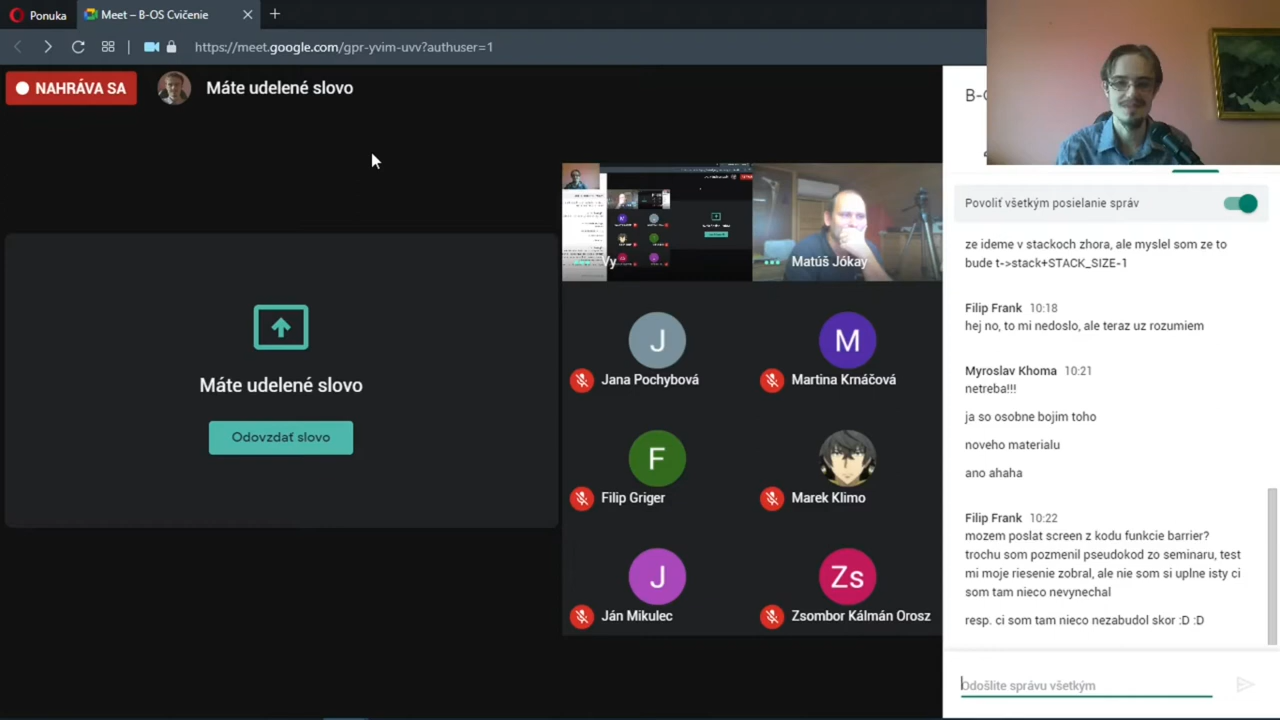 Ponuka
Meet – B-OS Cvičenie
https://meet.google.com/gpr-yvim-uvv?authuser=1
NAHRÁVA SA
Máte udelené slovo
Máte udelené slovo
Odovzdať slovo
Vy
Matúš Jókay
J
Jana Pochybová
M
Martina Krnáčová
F
Filip Griger
Marek Klimo
J
Ján Mikulec
Zs
Zsombor Kálmán Orosz
Povoliť všetkým posielanie správ
ze ideme v stackoch zhora, ale myslel som ze to
bude t->stack+STACK_SIZE-1
Filip Frank 10:18
hej no, to mi nedoslo, ale teraz uz rozumiem
Myroslav Khoma 10:21
netreba!!!
ja so osobne bojim toho
noveho materialu
ano ahaha
Filip Frank 10:22
mozem poslat screen z kodu funkcie barrier?
trochu som pozmenil pseudokod zo seminaru, test
mi moje riesenie zobral, ale nie som si uplne isty ci
som tam nieco nevynechal
resp. ci som tam nieco nezabudol skor :D :D
Odošlite správu všetkým